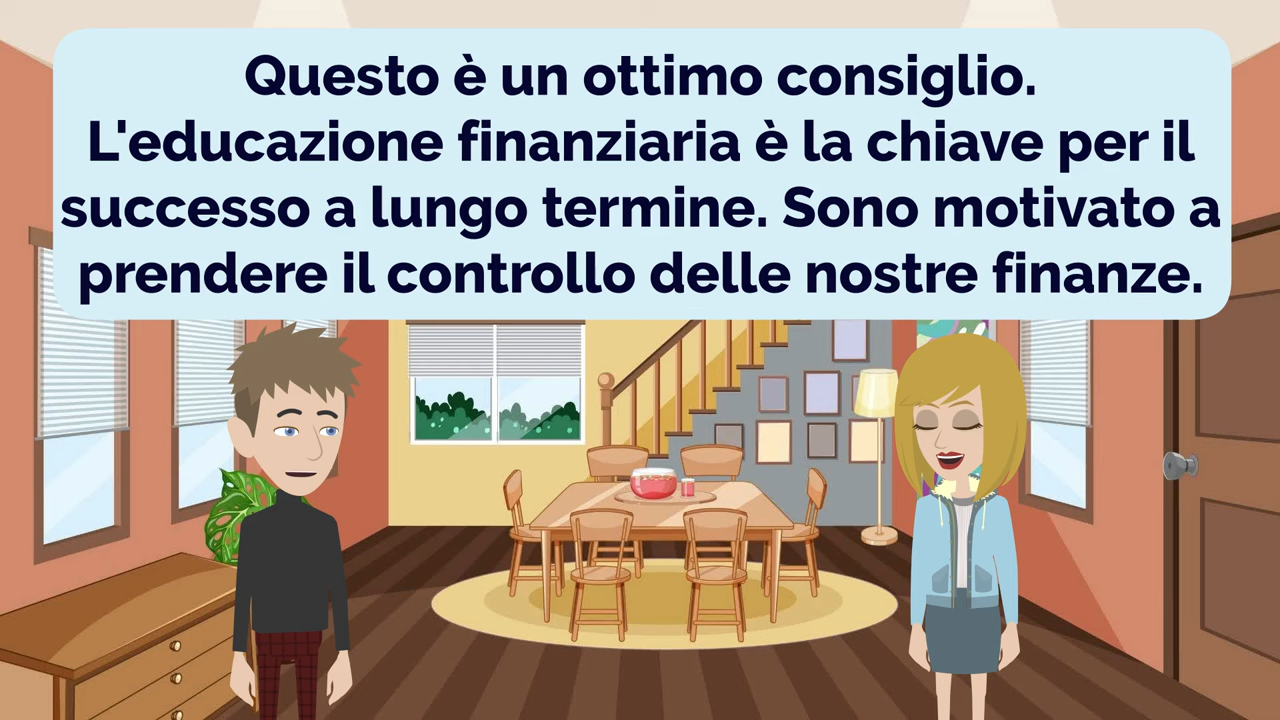 Questo è un ottimo consiglio.
L'educazione finanziaria è la chiave per il
successo a lungo termine. Sono motivato a
prendere il controllo delle nostre finanze.